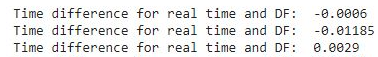 Time difference for real time and DF:  -0.0006
Time difference for real time and DF:  -0.01185
Time difference for real time and DF:  0.0029